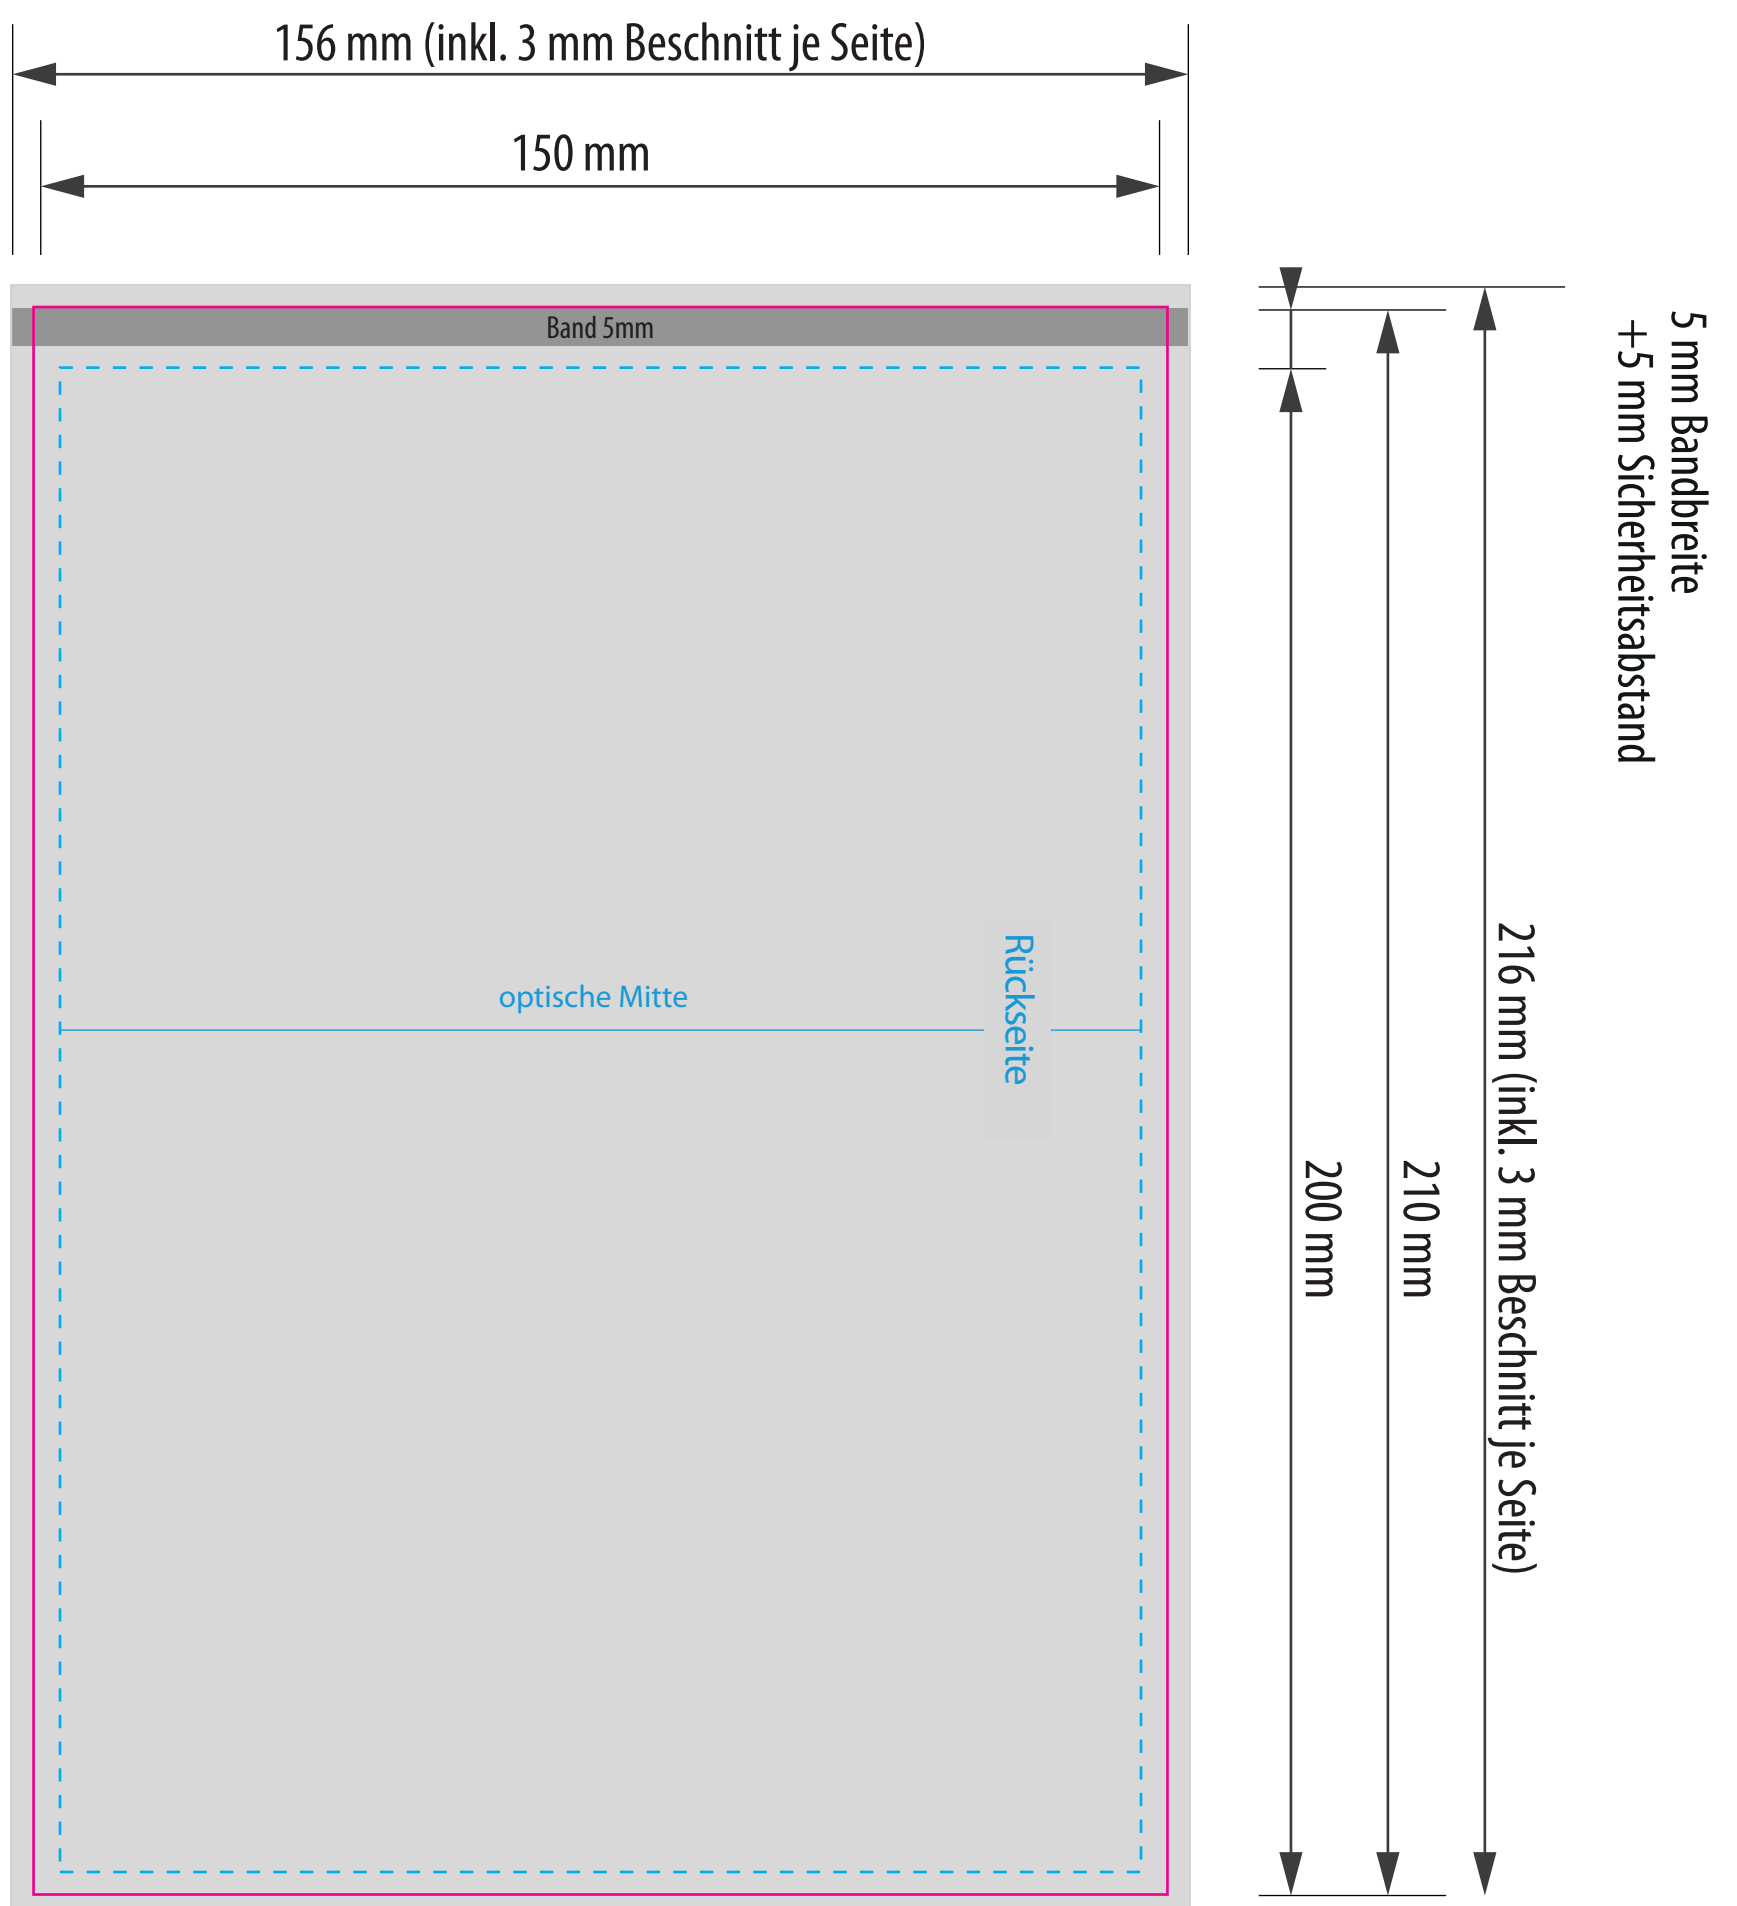 156 mm (inkl. 3 mm Beschnitt je Seite)
150 mm
Band 5mm
5 mm Bandbreite
+5 mm Sicherheitsabstand
optische Mitte
Rückseite
200 mm
210 mm
216 mm (inkl. 3 mm Beschnitt je Seite)